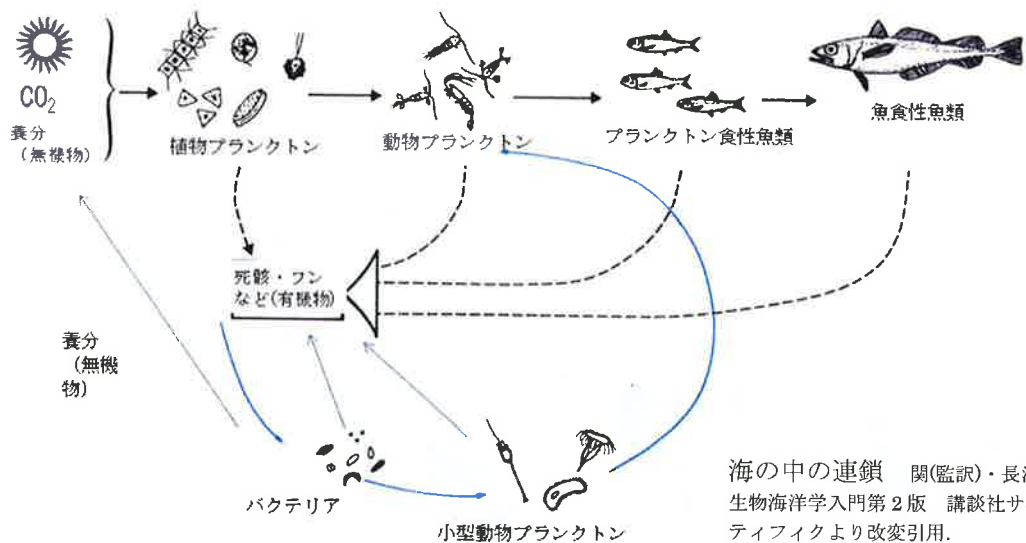 CO₂
養分
(無機物)
植物プランクトン
動物プランクトン
プランクトン食性魚類
魚食性魚類
死骸・フン
など(有機物)
養分
(無機
物)
バクテリア
小型動物プランクトン
海の中の連鎖 関(監訳)・長
生物海洋学入門第2版 講談社サ
ティフィクより改変引用.